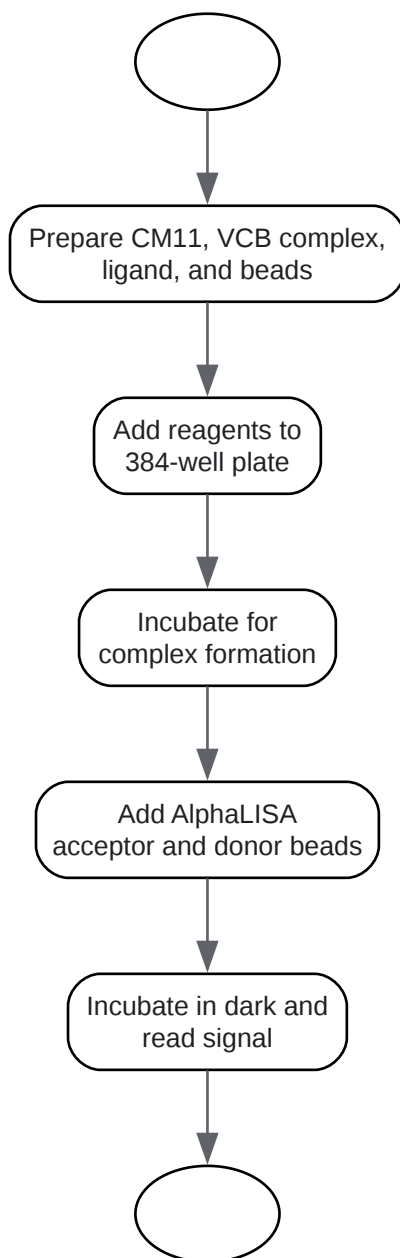 Prepare CM11, VCB complex,
ligand, and beads
Add reagents to
384-well plate
Incubate for
complex formation
Add AlphaLISA
acceptor and donor beads
Incubate in dark and
read signal